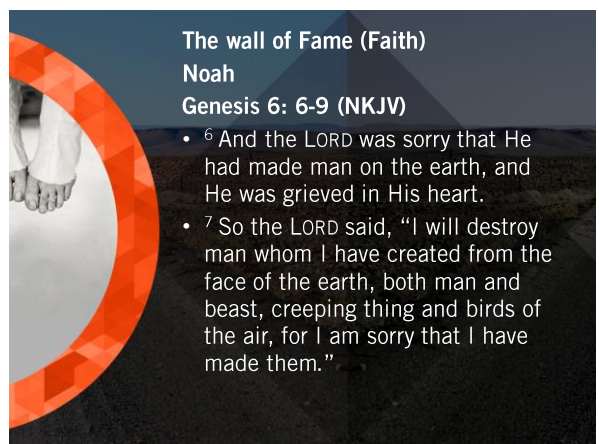 The wall of Fame (Faith)
Noah
Genesis 6: 6-9 (NKJV)
• 6 And the LORD was sorry that He
had made man on the earth, and
He was grieved in His heart.
• 7 So the LORD said, “I will destroy
man whom I have created from the
face of the earth, both man and
beast, creeping thing and birds of
the air, for I am sorry that I have
made them.”